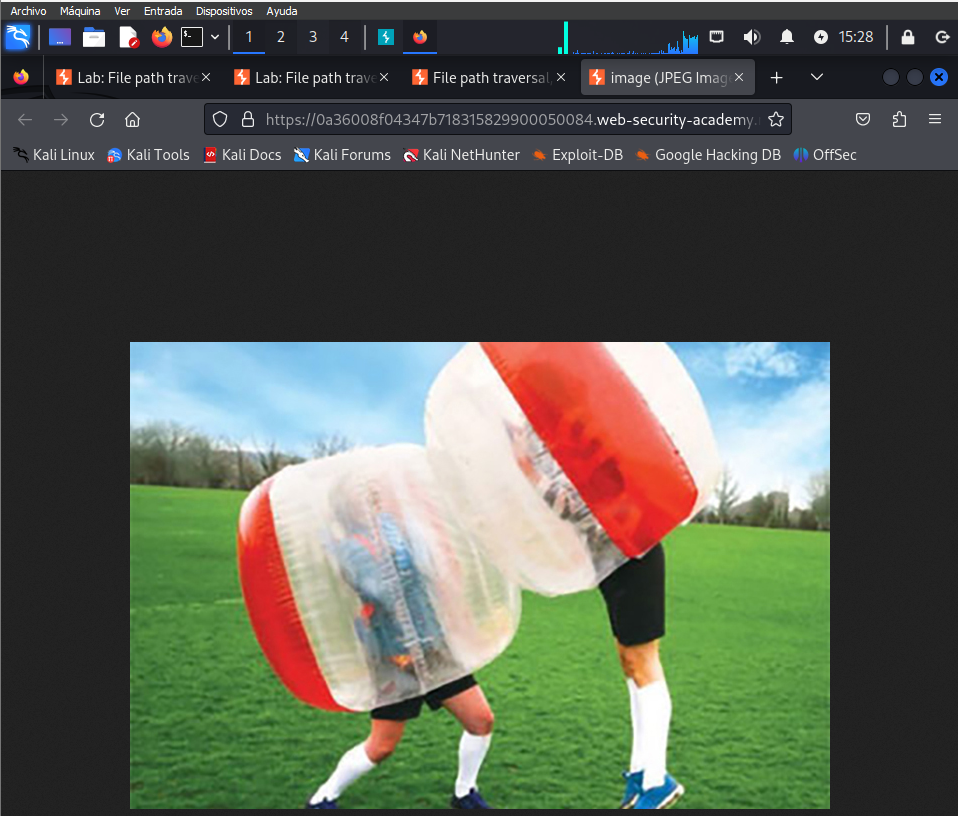 Archivo Máquina Ver Entrada Dispositivos Ayuda
1 2 3 4 15:28
Lab: File path trave Lab: File path trave File path traversal, image (JPEG Imag
https://0a36008f04347b718315829900050084.web-security-academy.
Kali Linux Kali Tools Kali Docs Kali Forums Kali NetHunter Exploit-DB Google Hacking DB OffSec